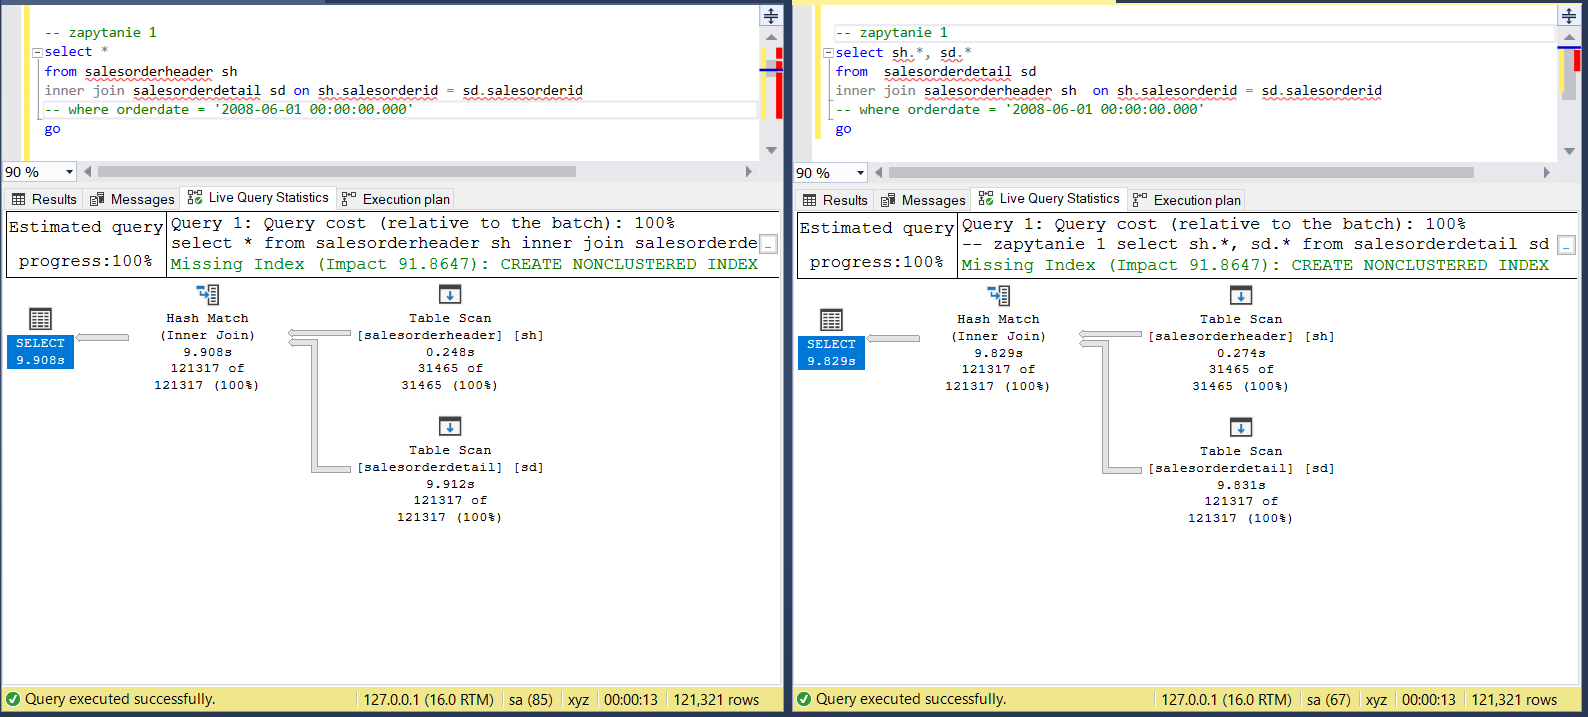 -- zapytanie 1
select *
from salesorderheader sh
inner join salesorderdetail sd on sh.salesorderid = sd.salesorderid
-- where orderdate = '2008-06-01 00:00:00.000'
go
90 %
Results Messages Live Query Statistics Execution plan
Estimated query progress:100%
Query 1: Query cost (relative to the batch): 100%
select * from salesorderheader sh inner join salesorderde...
Missing Index (Impact 91.8647): CREATE NONCLUSTERED INDEX
SELECT
9.908s
Hash Match
(Inner Join)
9.908s
121317 of
121317 (100%)
Table Scan
[salesorderheader] [sh]
0.248s
31465 of
31465 (100%)
Table Scan
[salesorderdetail] [sd]
9.912s
121317 of
121317 (100%)
Query executed successfully. 127.0.0.1 (16.0 RTM) sa (85) xyz 00:00:13 121,321 rows
-- zapytanie 1
select sh.*, sd.*
from  salesorderdetail sd
inner join salesorderheader sh  on sh.salesorderid = sd.salesorderid
-- where orderdate = '2008-06-01 00:00:00.000'
go
90 %
Results Messages Live Query Statistics Execution plan
Estimated query progress:100%
Query 1: Query cost (relative to the batch): 100%
-- zapytanie 1 select sh.*, sd.* from salesorderdetail sd ...
Missing Index (Impact 91.8647): CREATE NONCLUSTERED INDEX
SELECT
9.829s
Hash Match
(Inner Join)
9.829s
121317 of
121317 (100%)
Table Scan
[salesorderheader] [sh]
0.274s
31465 of
31465 (100%)
Table Scan
[salesorderdetail] [sd]
9.831s
121317 of
121317 (100%)
Query executed successfully. 127.0.0.1 (16.0 RTM) sa (67) xyz 00:00:13 121,321 rows